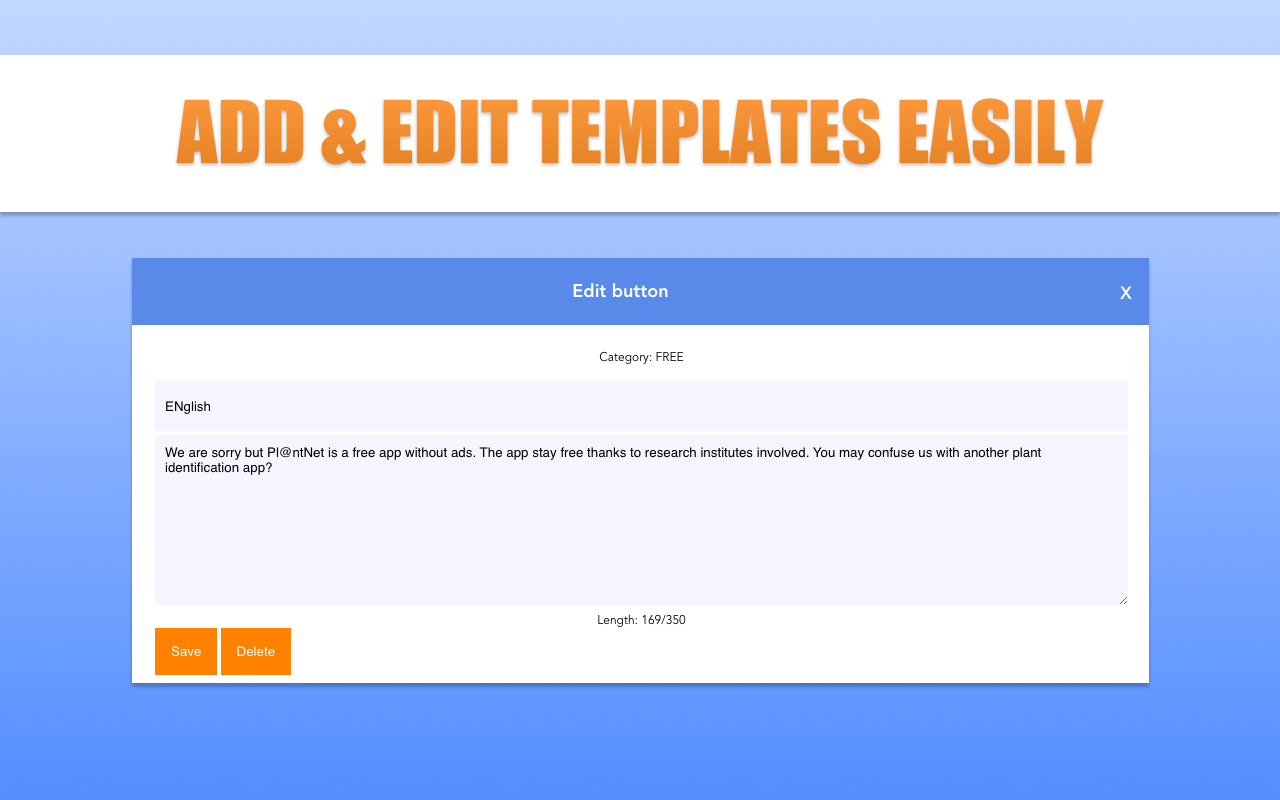 ADD & EDIT TEMPLATES EASILY
Edit button
X
Category: FREE
ENglish
We are sorry but Pl@ntNet is a free app without ads. The app stay free thanks to research institutes involved. You may confuse us with another plant
identification app?
Length: 169/350
Save
Delete